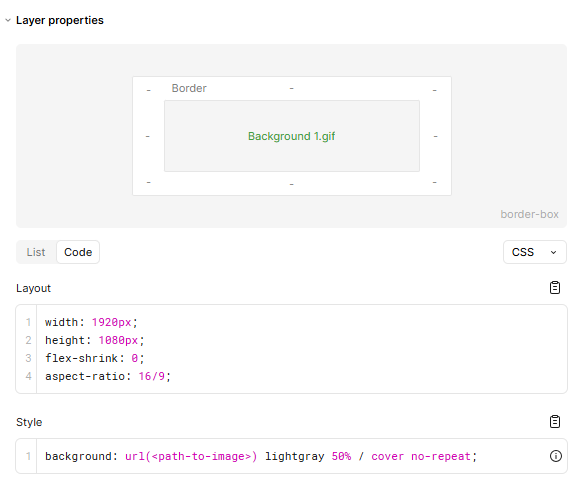 Layer properties
- Border - -
- Background 1.gif -
- - -
border-box
List Code CSS
Layout
1 width: 1920px;
2 height: 1080px;
3 flex-shrink: 0;
4 aspect-ratio: 16/9;
Style
1 background: url(<path-to-image>) lightgray 50% / cover no-repeat;